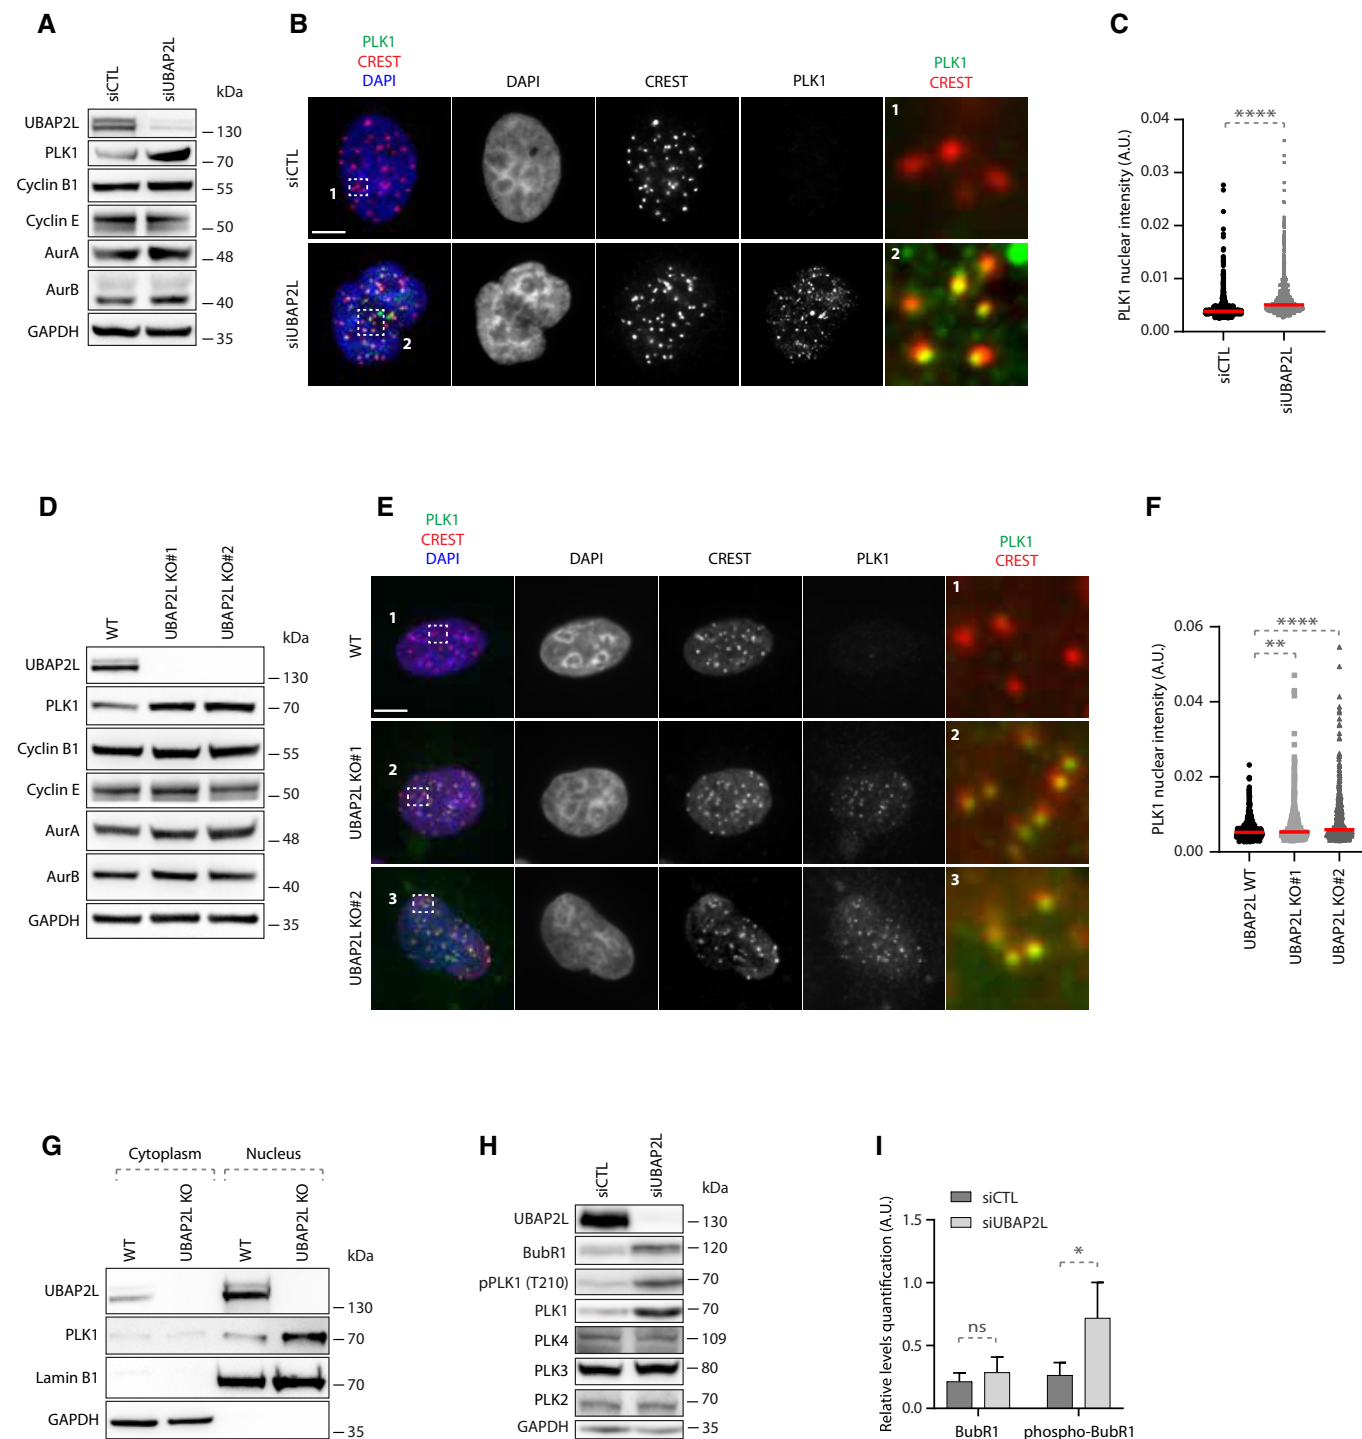 A
siCTL
siUBAP2L
kDa
UBAP2L
130
PLK1
70
Cyclin B1
55
Cyclin E
50
AurA
48
AurB
40
GAPDH
35
B
PLK1
CREST
DAPI
DAPI
CREST
PLK1
PLK1
CREST
siCTL
1
1
siUBAP2L
2
2
C
PLK1 nuclear intensity (A.U.)
0.04
0.03
0.02
0.01
0.00
****
siCTL
siUBAP2L
D
WT
UBAP2L KO#1
UBAP2L KO#2
kDa
UBAP2L
130
PLK1
70
Cyclin B1
55
Cyclin E
50
AurA
48
AurB
40
GAPDH
35
E
PLK1
CREST
DAPI
DAPI
CREST
PLK1
PLK1
CREST
WT
1
1
UBAP2L KO#1
2
2
UBAP2L KO#2
3
3
F
PLK1 nuclear intensity (A.U.)
0.06
0.04
0.02
0.00
****
**
UBAP2L WT
UBAP2L KO#1
UBAP2L KO#2
G
Cytoplasm
Nucleus
WT
UBAP2L KO
WT
UBAP2L KO
kDa
UBAP2L
130
PLK1
70
Lamin B1
70
GAPDH
35
H
siCTL
siUBAP2L
kDa
UBAP2L
130
BubR1
120
pPLK1 (T210)
70
PLK1
70
PLK4
109
PLK3
80
PLK2
70
GAPDH
35
I
siCTL
siUBAP2L
Relative levels quantification (A.U.)
1.5
1.0
0.5
0.0
ns
*
BubR1
phospho-BubR1